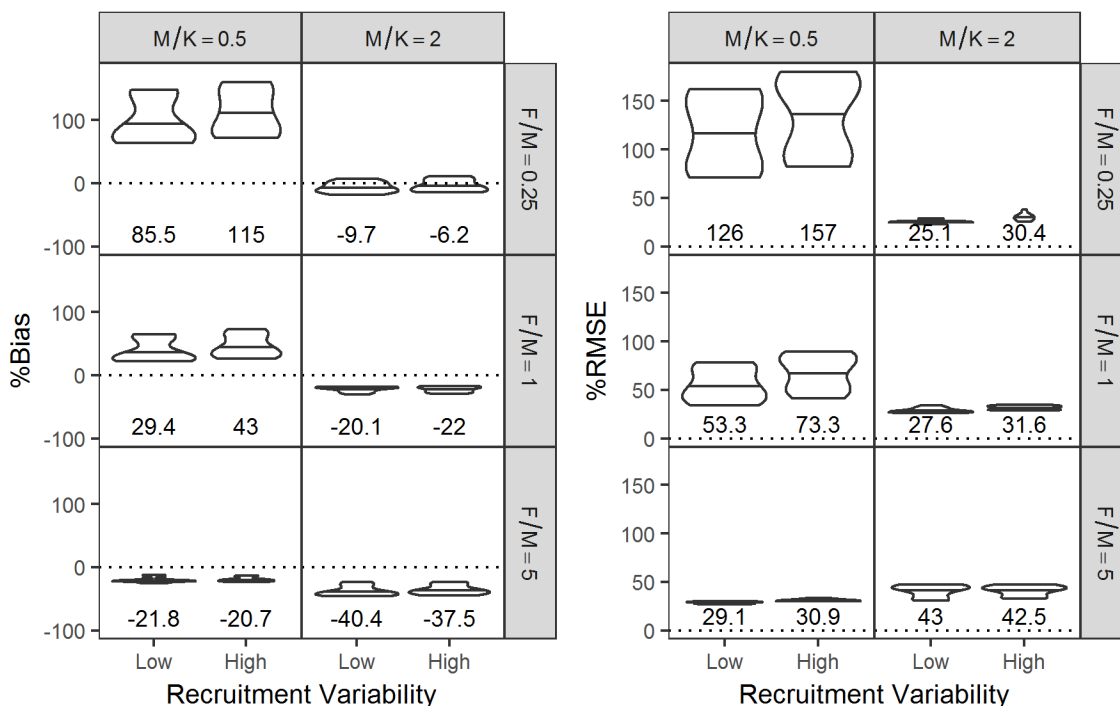 M/K = 0.5 M/K = 2
M/K = 0.5 M/K = 2
%Bias
100
0
-100
85.5 115 -9.7 -6.2
F/M = 0.25
100
0
-100
29.4 43 -20.1 -22
F/M = 1
100
0
-100
-21.8 -20.7 -40.4 -37.5
F/M = 5
Low High Low High
Recruitment Variability
%RMSE
150
100
50
0
126 157 25.1 30.4
F/M = 0.25
150
100
50
0
53.3 73.3 27.6 31.6
F/M = 1
150
100
50
0
29.1 30.9 43 42.5
F/M = 5
Low High Low High
Recruitment Variability